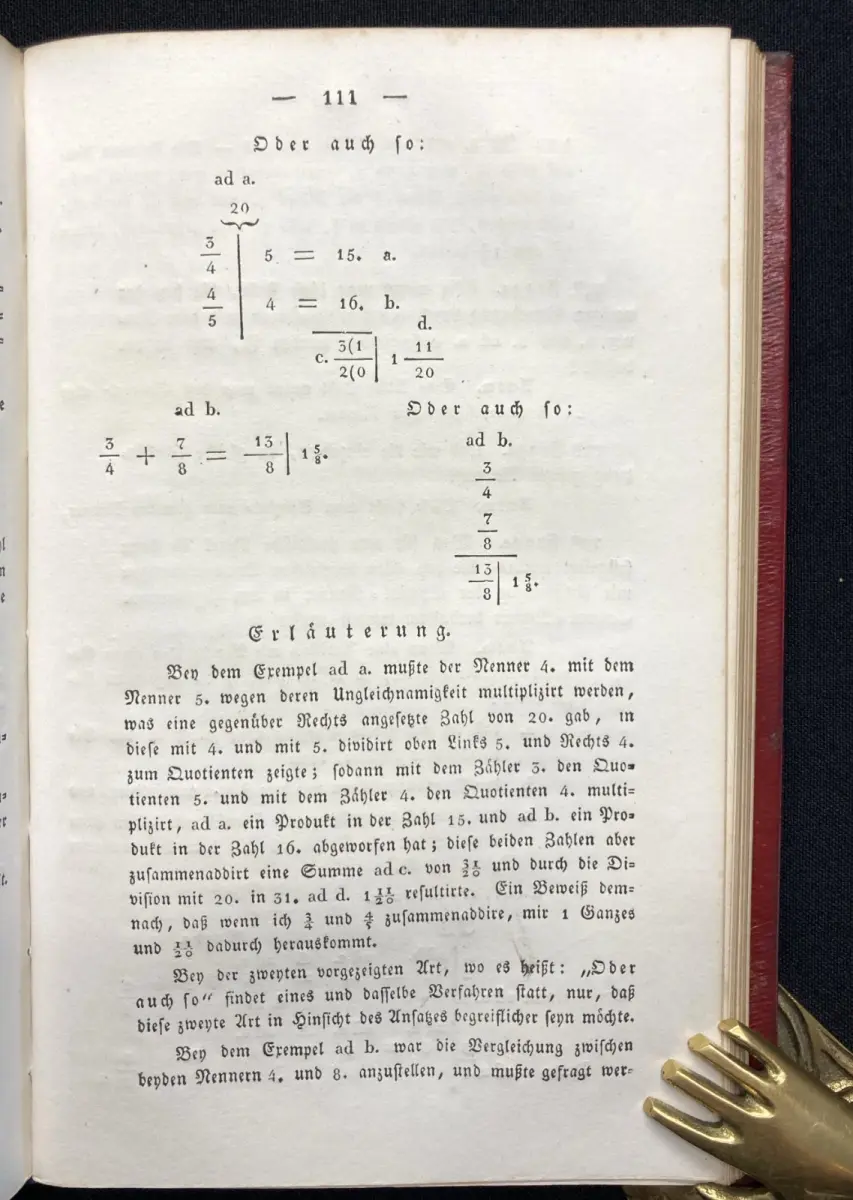 — 111 —
Oder auch so:
ad a.
20
3/4 | 5 = 15. a.
4/5 | 4 = 16. b.
d.
c. 3(1/2(0 | 1 11/20
ad b.
3/4 + 7/8 = 13/8 | 1 5/8.
Oder auch so:
ad b.
3/4
7/8
13/8 | 1 5/8.
Erläuterung.
Bey dem Exempel ad a. mußte der Nenner 4. mit dem
Nenner 5. wegen deren Ungleichnamigkeit multiplizirt werden,
was eine gegenüber Rechts angesetzte Zahl von 20. gab, in
diese mit 4. und mit 5. dividirt oben Links 5. und Rechts 4.
zum Quotienten zeigte; sodann mit dem Zähler 3. den Quo=
tienten 5. und mit dem Zähler 4. den Quotienten 4. multi=
plizirt, ad a. ein Produkt in der Zahl 15. und ad b. ein Pro=
dukt in der Zahl 16. abgeworfen hat; diese beiden Zahlen aber
zusammenaddirt eine Summe ad c. von 31/20 und durch die Di=
vision mit 20. in 31. ad d. 1 11/20 resultirte. Ein Beweiß dem=
nach, daß wenn ich 3/4 und 4/5 zusammenaddire, mir 1 Ganzes
und 11/20 dadurch herauskommt.
Bey der zweyten vorgezeigten Art, wo es heißt: „Oder
auch so“ findet eines und dasselbe Verfahren statt, nur, daß
diese zweyte Art in Hinsicht des Ansatzes begreiflicher seyn möchte.
Bey dem Exempel ad b. war die Vergleichung zwischen
beyden Nennern 4. und 8. anzustellen, und mußte gefragt wer=